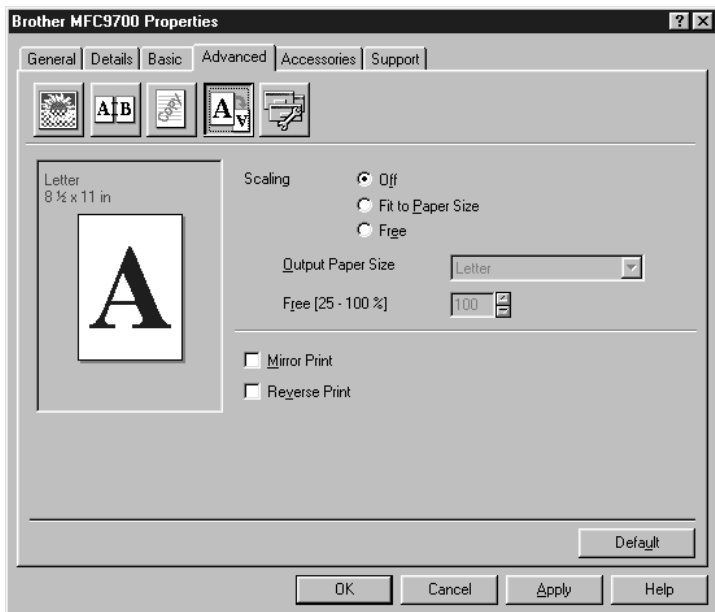 Brother MFC9700 Properties
General Details Basic Advanced Accessories Support
A B Copy A A
Letter
8 ½ x 11 in
A
Scaling
Off
Fit to Paper Size
Free
Output Paper Size Letter
Free [25 - 100 %] 100
Mirror Print
Reverse Print
Default
OK Cancel Apply Help